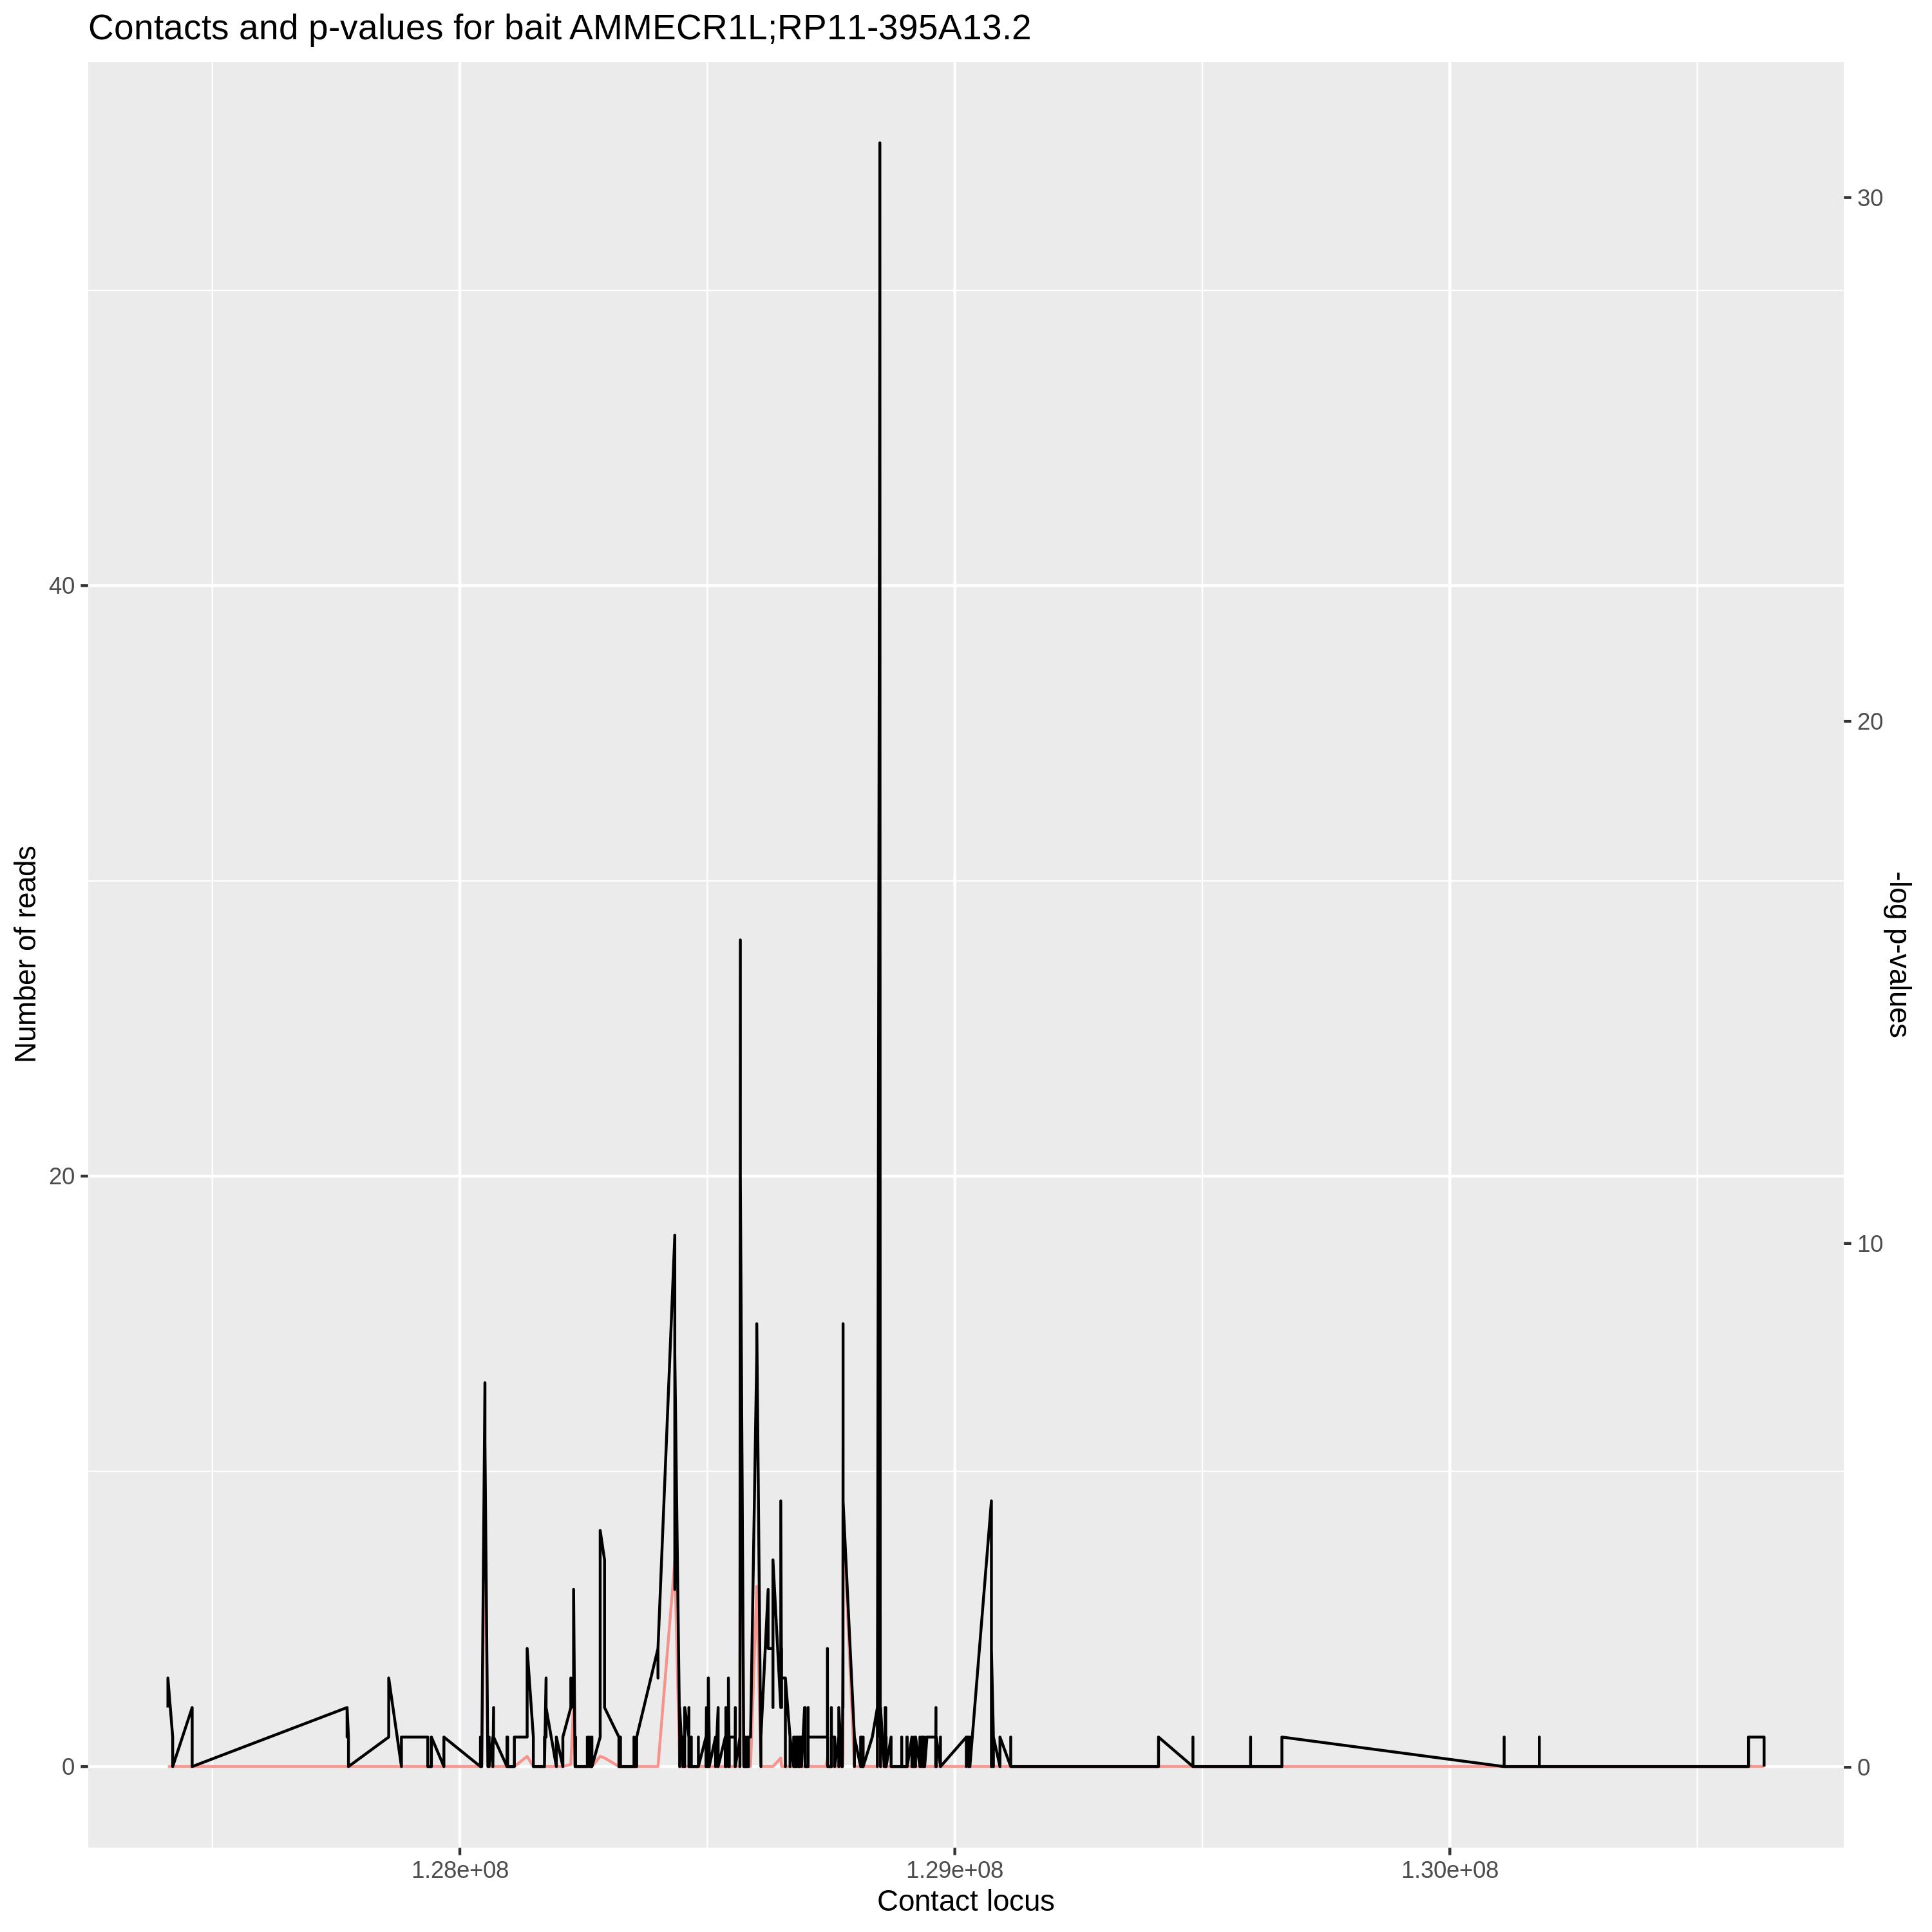 Contacts and p-values for bait AMMECR1L;RP11-395A13.2
Number of reads
40
20
0
30
20
10
0
-log p-values
1.28e+08
1.29e+08
1.30e+08
Contact locus